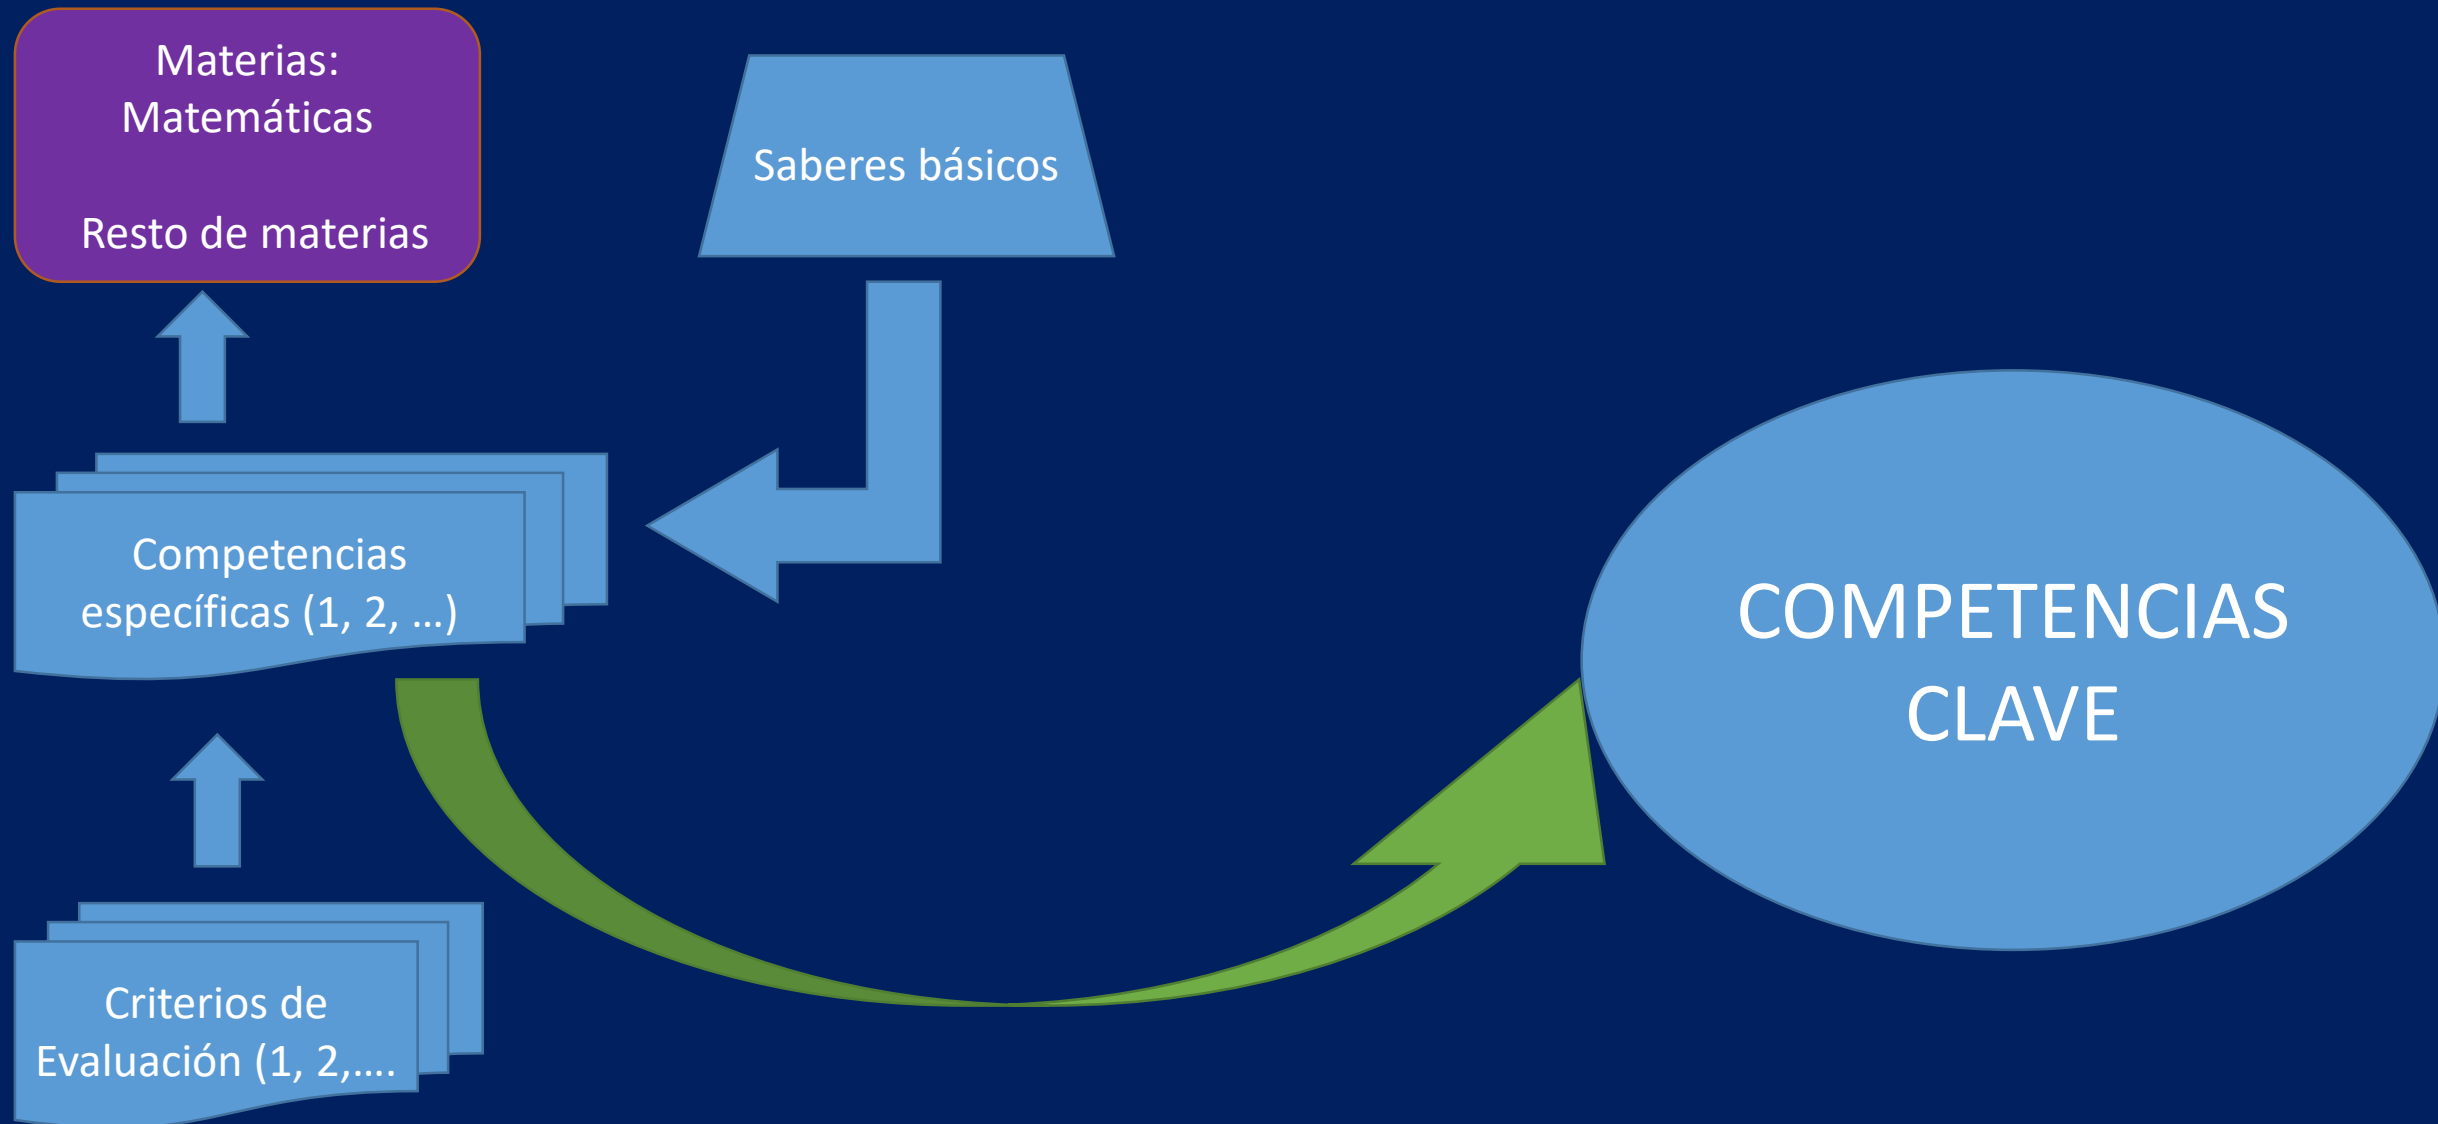 Materias:
Matemáticas
Resto de materias
Saberes básicos
Competencias
específicas (1, 2, ...)
COMPETENCIAS
CLAVE
Criterios de
Evaluación (1, 2,....